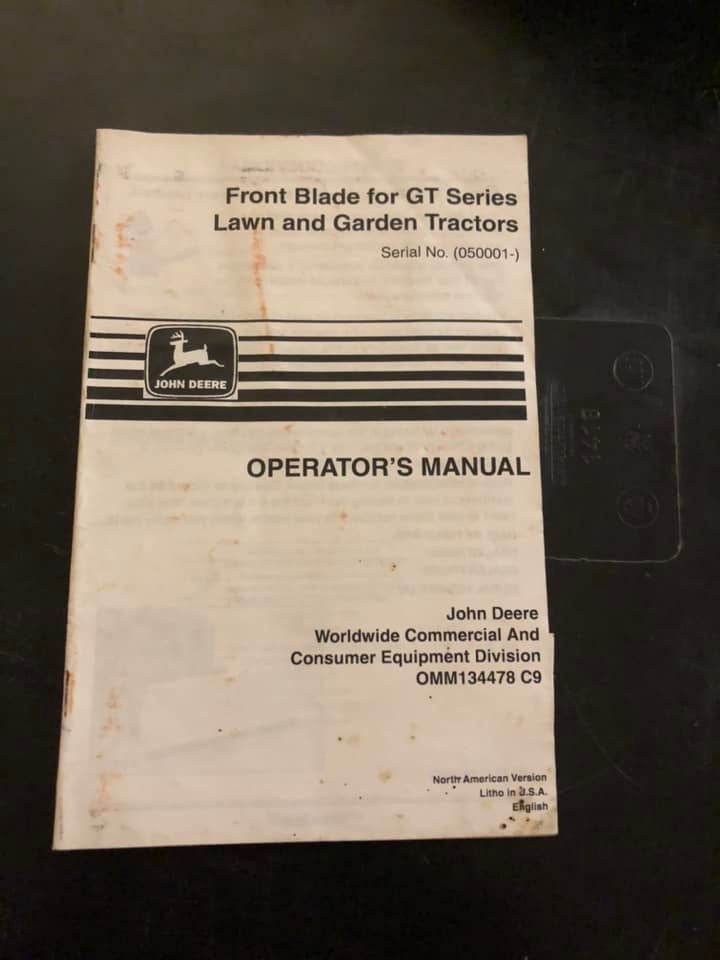 Front Blade for GT Series
Lawn and Garden Tractors
Serial No. (050001-)
JOHN DEERE
OPERATOR'S MANUAL
John Deere
Worldwide Commercial And
Consumer Equipment Division
OMM134478 C9
North American Version
Litho in U.S.A.
English
1418